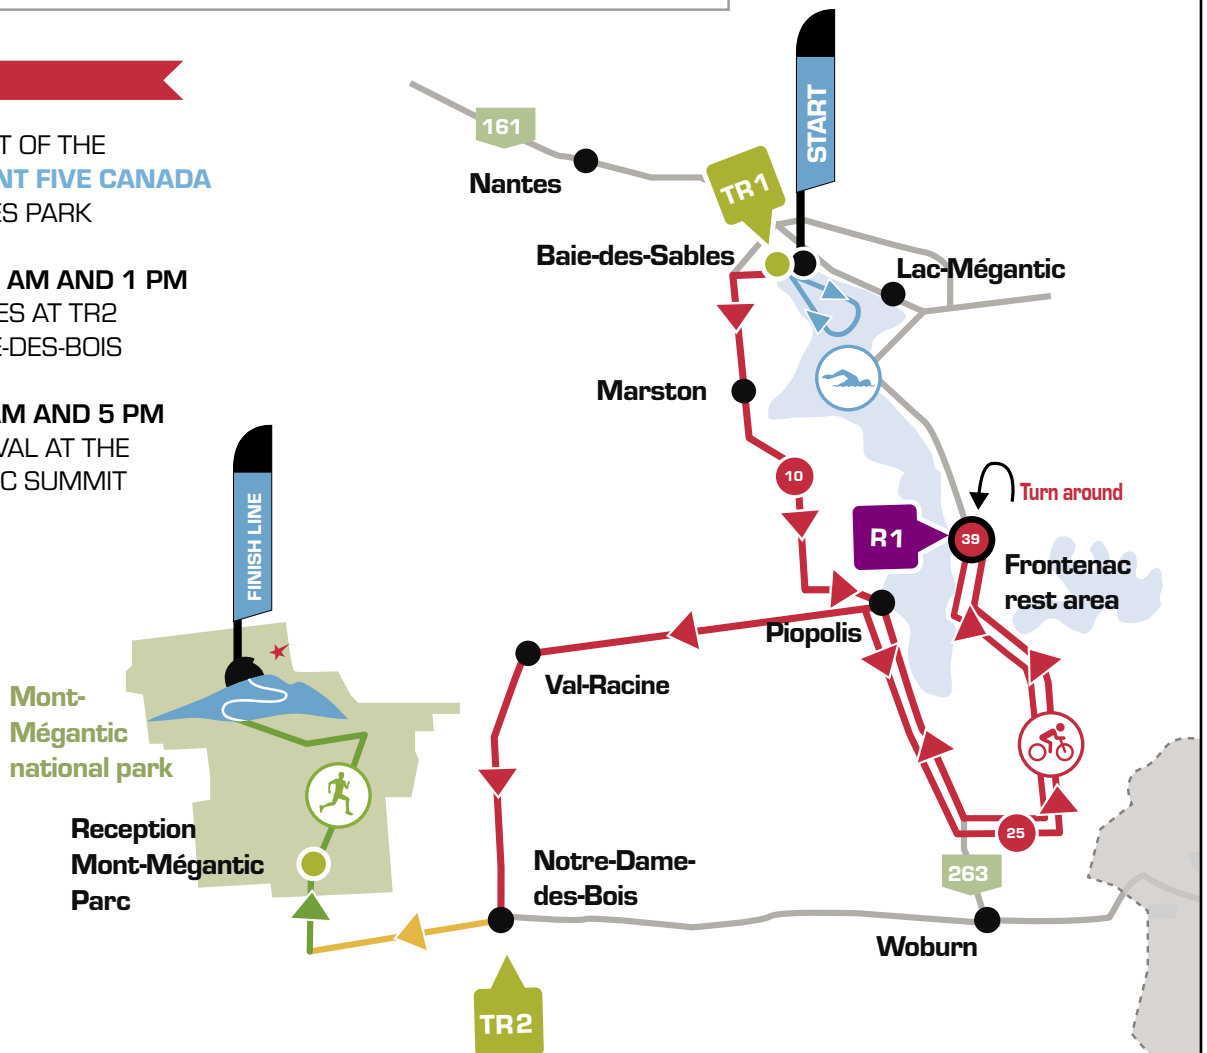 T OF THE
NT FIVE CANADA
ES PARK
AM AND 1 PM
ES AT TR2
E-DES-BOIS
AM AND 5 PM
VAL AT THE
C SUMMIT
START
161
Nantes
TR1
Baie-des-Sables
Lac-Mégantic
Marston
10
Turn around
R1
39
Frontenac
rest area
Piopolis
FINISH LINE
Val-Racine
Mont-
Mégantic
national park
Reception
Mont-Mégantic
Parc
Notre-Dame-
des-Bois
25
263
Woburn
TR2